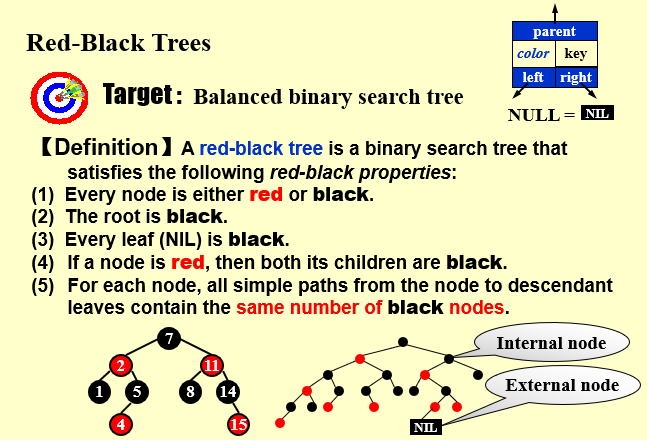 Red-Black Trees
parent
color key
left right
NULL = NIL
Target : Balanced binary search tree
【Definition】A red-black tree is a binary search tree that
satisfies the following red-black properties:
(1) Every node is either red or black.
(2) The root is black.
(3) Every leaf (NIL) is black.
(4) If a node is red, then both its children are black.
(5) For each node, all simple paths from the node to descendant
leaves contain the same number of black nodes.
7
2 11
1 5 8 14
4 15
Internal node
External node
NIL